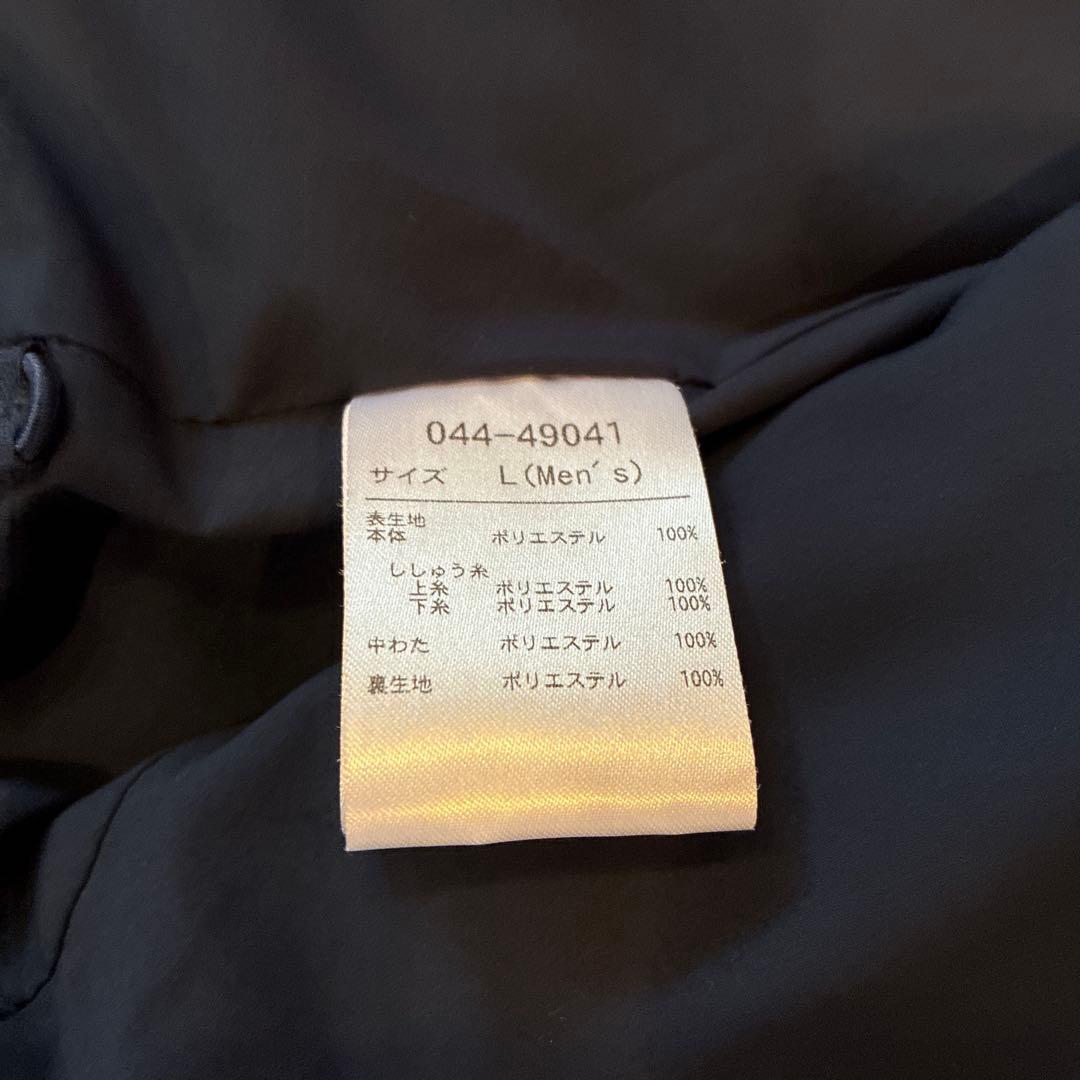 044-49041
サイズ L(Men's)
表生地
本体 ポリエステル 100%
ししゅう糸
上糸 ポリエステル 100%
下糸 ポリエステル 100%
中わた ポリエステル 100%
裏生地 ポリエステル 100%